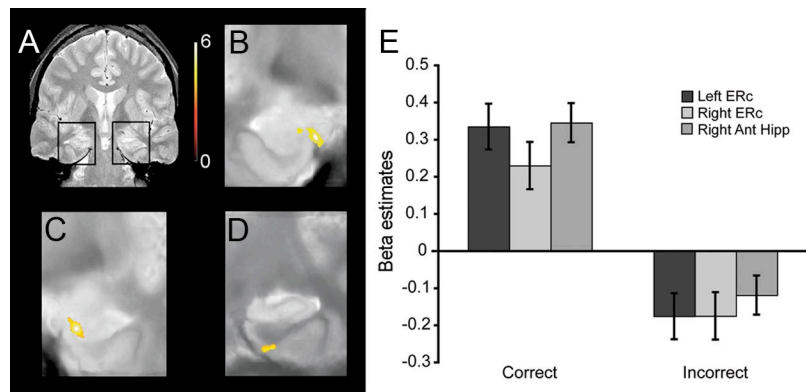 A
6
0
B
C
D
E
Left ERc
Right ERc
Right Ant Hipp
Beta estimates
0.5
0.4
0.3
0.2
0.1
0
-0.1
-0.2
-0.3
Correct
Incorrect